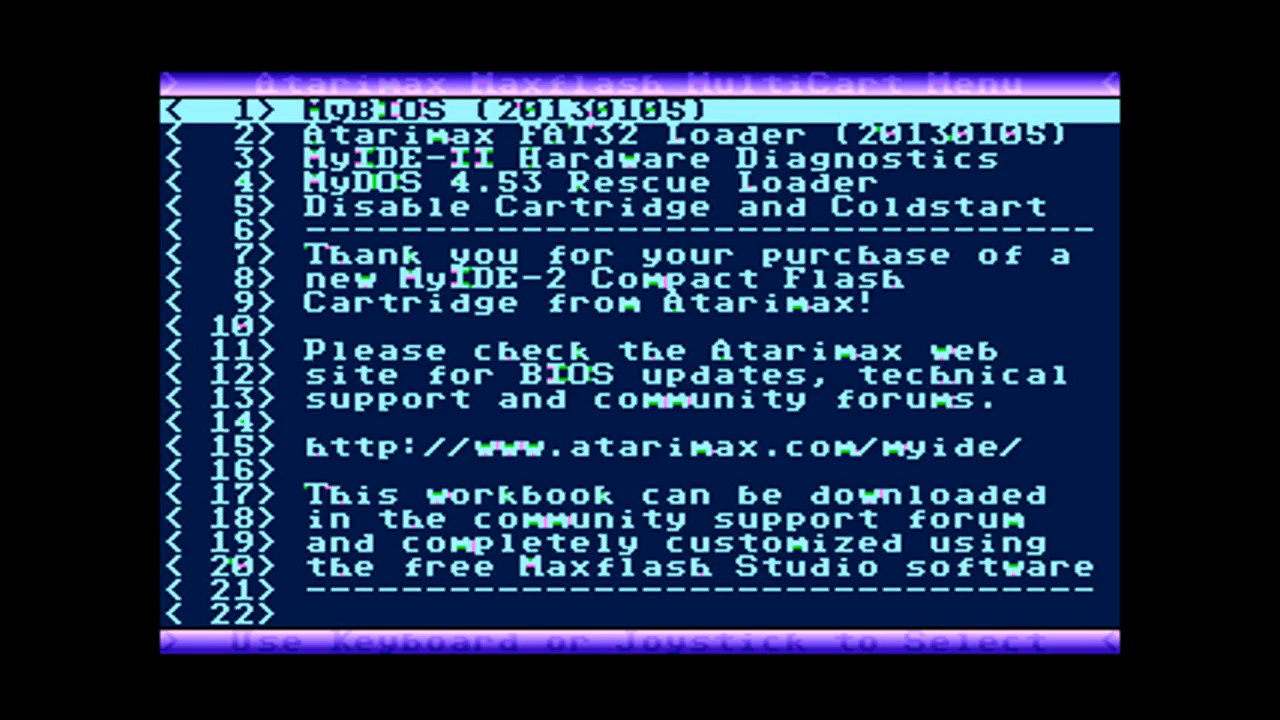 > Atarimax Maxflash MultiCart Menu <
< 1> MyBIOS (20130105)
< 2> Atarimax FAT32 Loader (20130105)
< 3> MyIDE-II Hardware Diagnostics
< 4> MyDOS 4.53 Rescue Loader
< 5> Disable Cartridge and Coldstart
< 6> ---------------------------------
< 7> Thank you for your purchase of a
< 8> new MyIDE-2 Compact Flash
< 9> Cartridge from Atarimax!
< 10>
< 11> Please check the Atarimax web
< 12> site for BIOS updates, technical
< 13> support and community forums.
< 14>
< 15> http://www.atarimax.com/myide/
< 16>
< 17> This workbook can be downloaded
< 18> in the community support forum
< 19> and completely customized using
< 20> the free Maxflash Studio software
< 21> ---------------------------------
< 22>
> Use Keyboard or Joystick to Select <